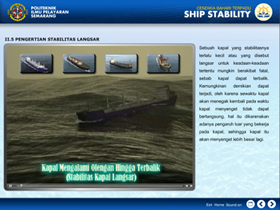 POLITEKNIK
ILMU PELAYARAN
SEMARANG
CENDIKIA BAHARI TERPADU
SHIP STABILITY
II.5 PENGERTIAN STABILITAS LANGSAR
Sebuah kapal yang stabilitasnya
terlalu kecil atau yang disebut
langsar untuk keadaan-keadaan
tertentu mungkin berakibat fatal,
sebab kapal dapat terbalik.
Kemungkinan demikian dapat
terjadi, oleh karena sewaktu kapal
akan menegak kembali pada waktu
kapal menyenget tidak dapat
berlangsung, hal itu dikarenakan
adanya pengaruh luar yang bekerja
pada kapal, sehingga kapal itu
akan menyenget lebih besar lagi.
Kapal Mengalami Olengan Hingga Terbalik
(Stabilitas Kapal Langsar)
Exit Home Sound on